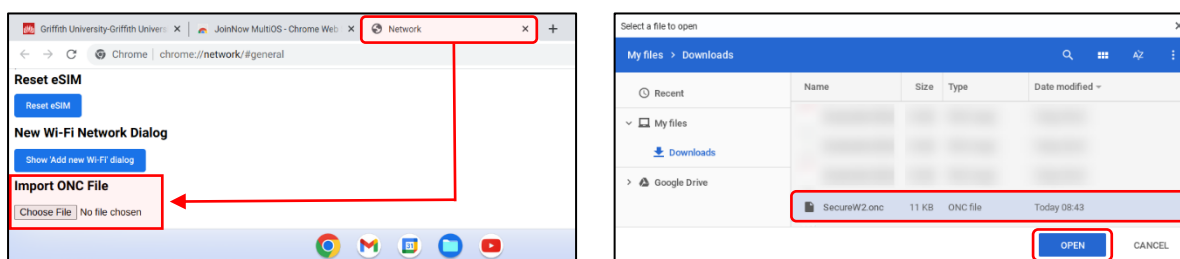 Griffith University-Griffith Univers
JoinNow MultiOS - Chrome Web
Network
Chrome | chrome://network/#general
Reset eSIM
Reset eSIM
New Wi-Fi Network Dialog
Show 'Add new Wi-Fi' dialog
Import ONC File
Choose File No file chosen
31
Select a file to open
My files > Downloads
AZ
Recent
My files
Downloads
Google Drive
Name Size Type Date modified
SecureW2.onc 11 KB ONC file Today 08:43
OPEN CANCEL